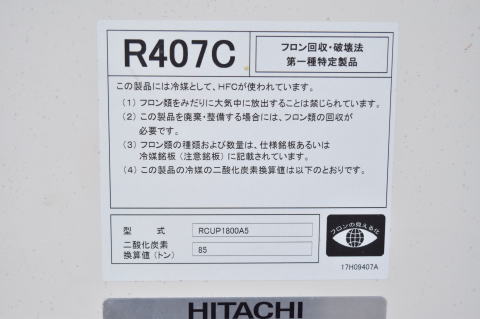 R407C
フロン回収・破壊法
第一種特定製品
この製品には冷媒として、HFCが使われています。
(1) フロン類をみだりに大気中に放出することは禁じられています。
(2) この製品を廃棄・整備する場合には、フロン類の回収が
必要です。
(3) フロン類の種類および数量は、仕様銘板あるいは
冷媒銘板(注意銘板)に記載されています。
(4) この製品の冷媒の二酸化炭素換算値は以下のとおりです。
型 式 RCUP1800A5
二酸化炭素
換算値(トン) 85
フロンの見える化
17H09407A
HITACHI